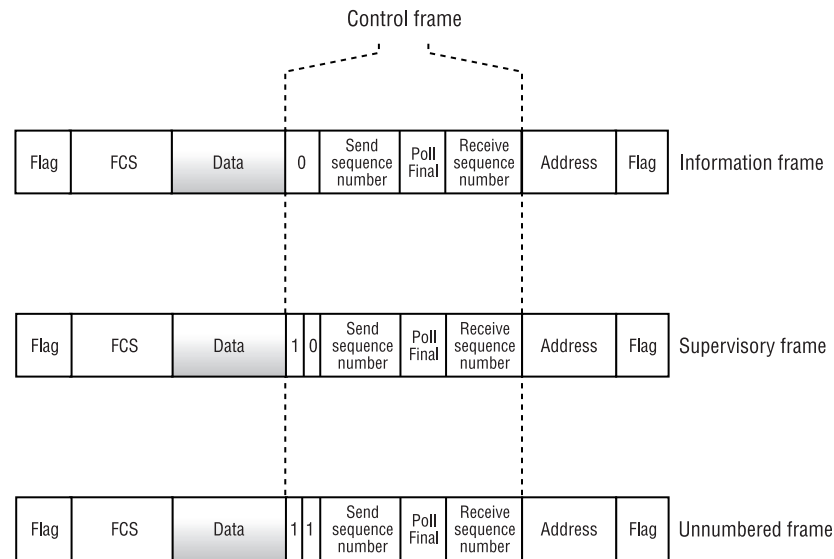 Control frame
Flag FCS Data 0 Send sequence number Poll Final Receive sequence number Address Flag Information frame
Flag FCS Data 1 0 Send sequence number Poll Final Receive sequence number Address Flag Supervisory frame
Flag FCS Data 1 1 Send sequence number Poll Final Receive sequence number Address Flag Unnumbered frame